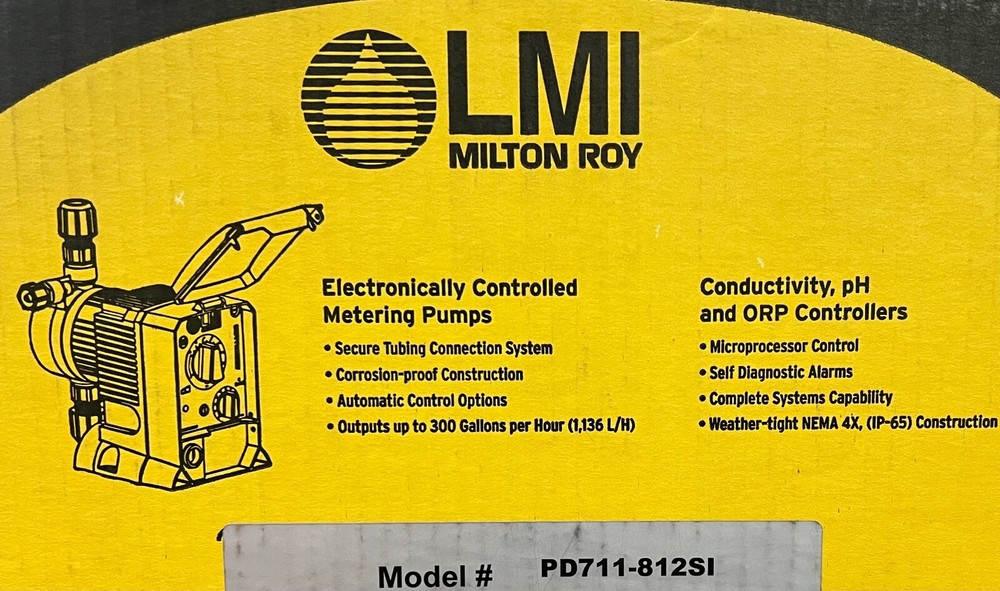 LMI
MILTON ROY
Electronically Controlled
Metering Pumps
• Secure Tubing Connection System
• Corrosion-proof Construction
• Automatic Control Options
• Outputs up to 300 Gallons per Hour (1,136 L/H)
Conductivity, pH
and ORP Controllers
• Microprocessor Control
• Self Diagnostic Alarms
• Complete Systems Capability
• Weather-tight NEMA 4X, (IP-65) Construction
Model # PD711-812SI